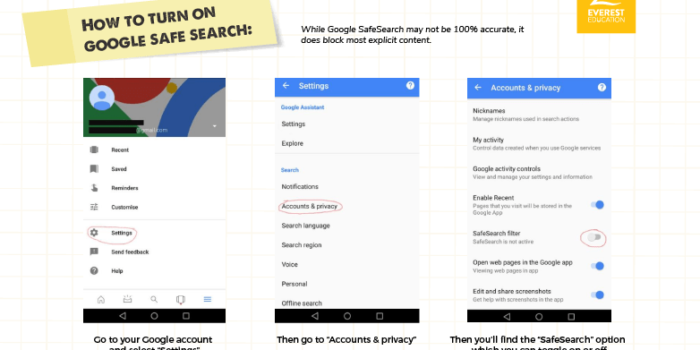 HOW TO TURN ON
GOOGLE SAFE SEARCH:
While Google SafeSearch may not be 100% accurate, it
does block most explicit content.
EVEREST
EDUCATION
Recent
Saved
Reminders
Customise
Settings
Send feedback
Help
Go to your Google account
and select "Settings"
Settings
Google Assistant
Settings
Explore
Search
Notifications
Accounts & privacy
Search language
Search region
Voice
Personal
Offline search
Then go to "Accounts & privacy"
Accounts & privacy
Nicknames
Manage nicknames used in search actions
My activity
Control data created when you use Google services
Google activity controls
View and manage your settings and information
Enable Recent
Pages that you visit will be stored in the
Google App
SafeSearch filter
SafeSearch is not active
Open web pages in the Google app
Viewing web pages in app
Edit and share screenshots
Get help with screenshots in the app
Then you'll find the "SafeSearch" option
which you can toggle on or off